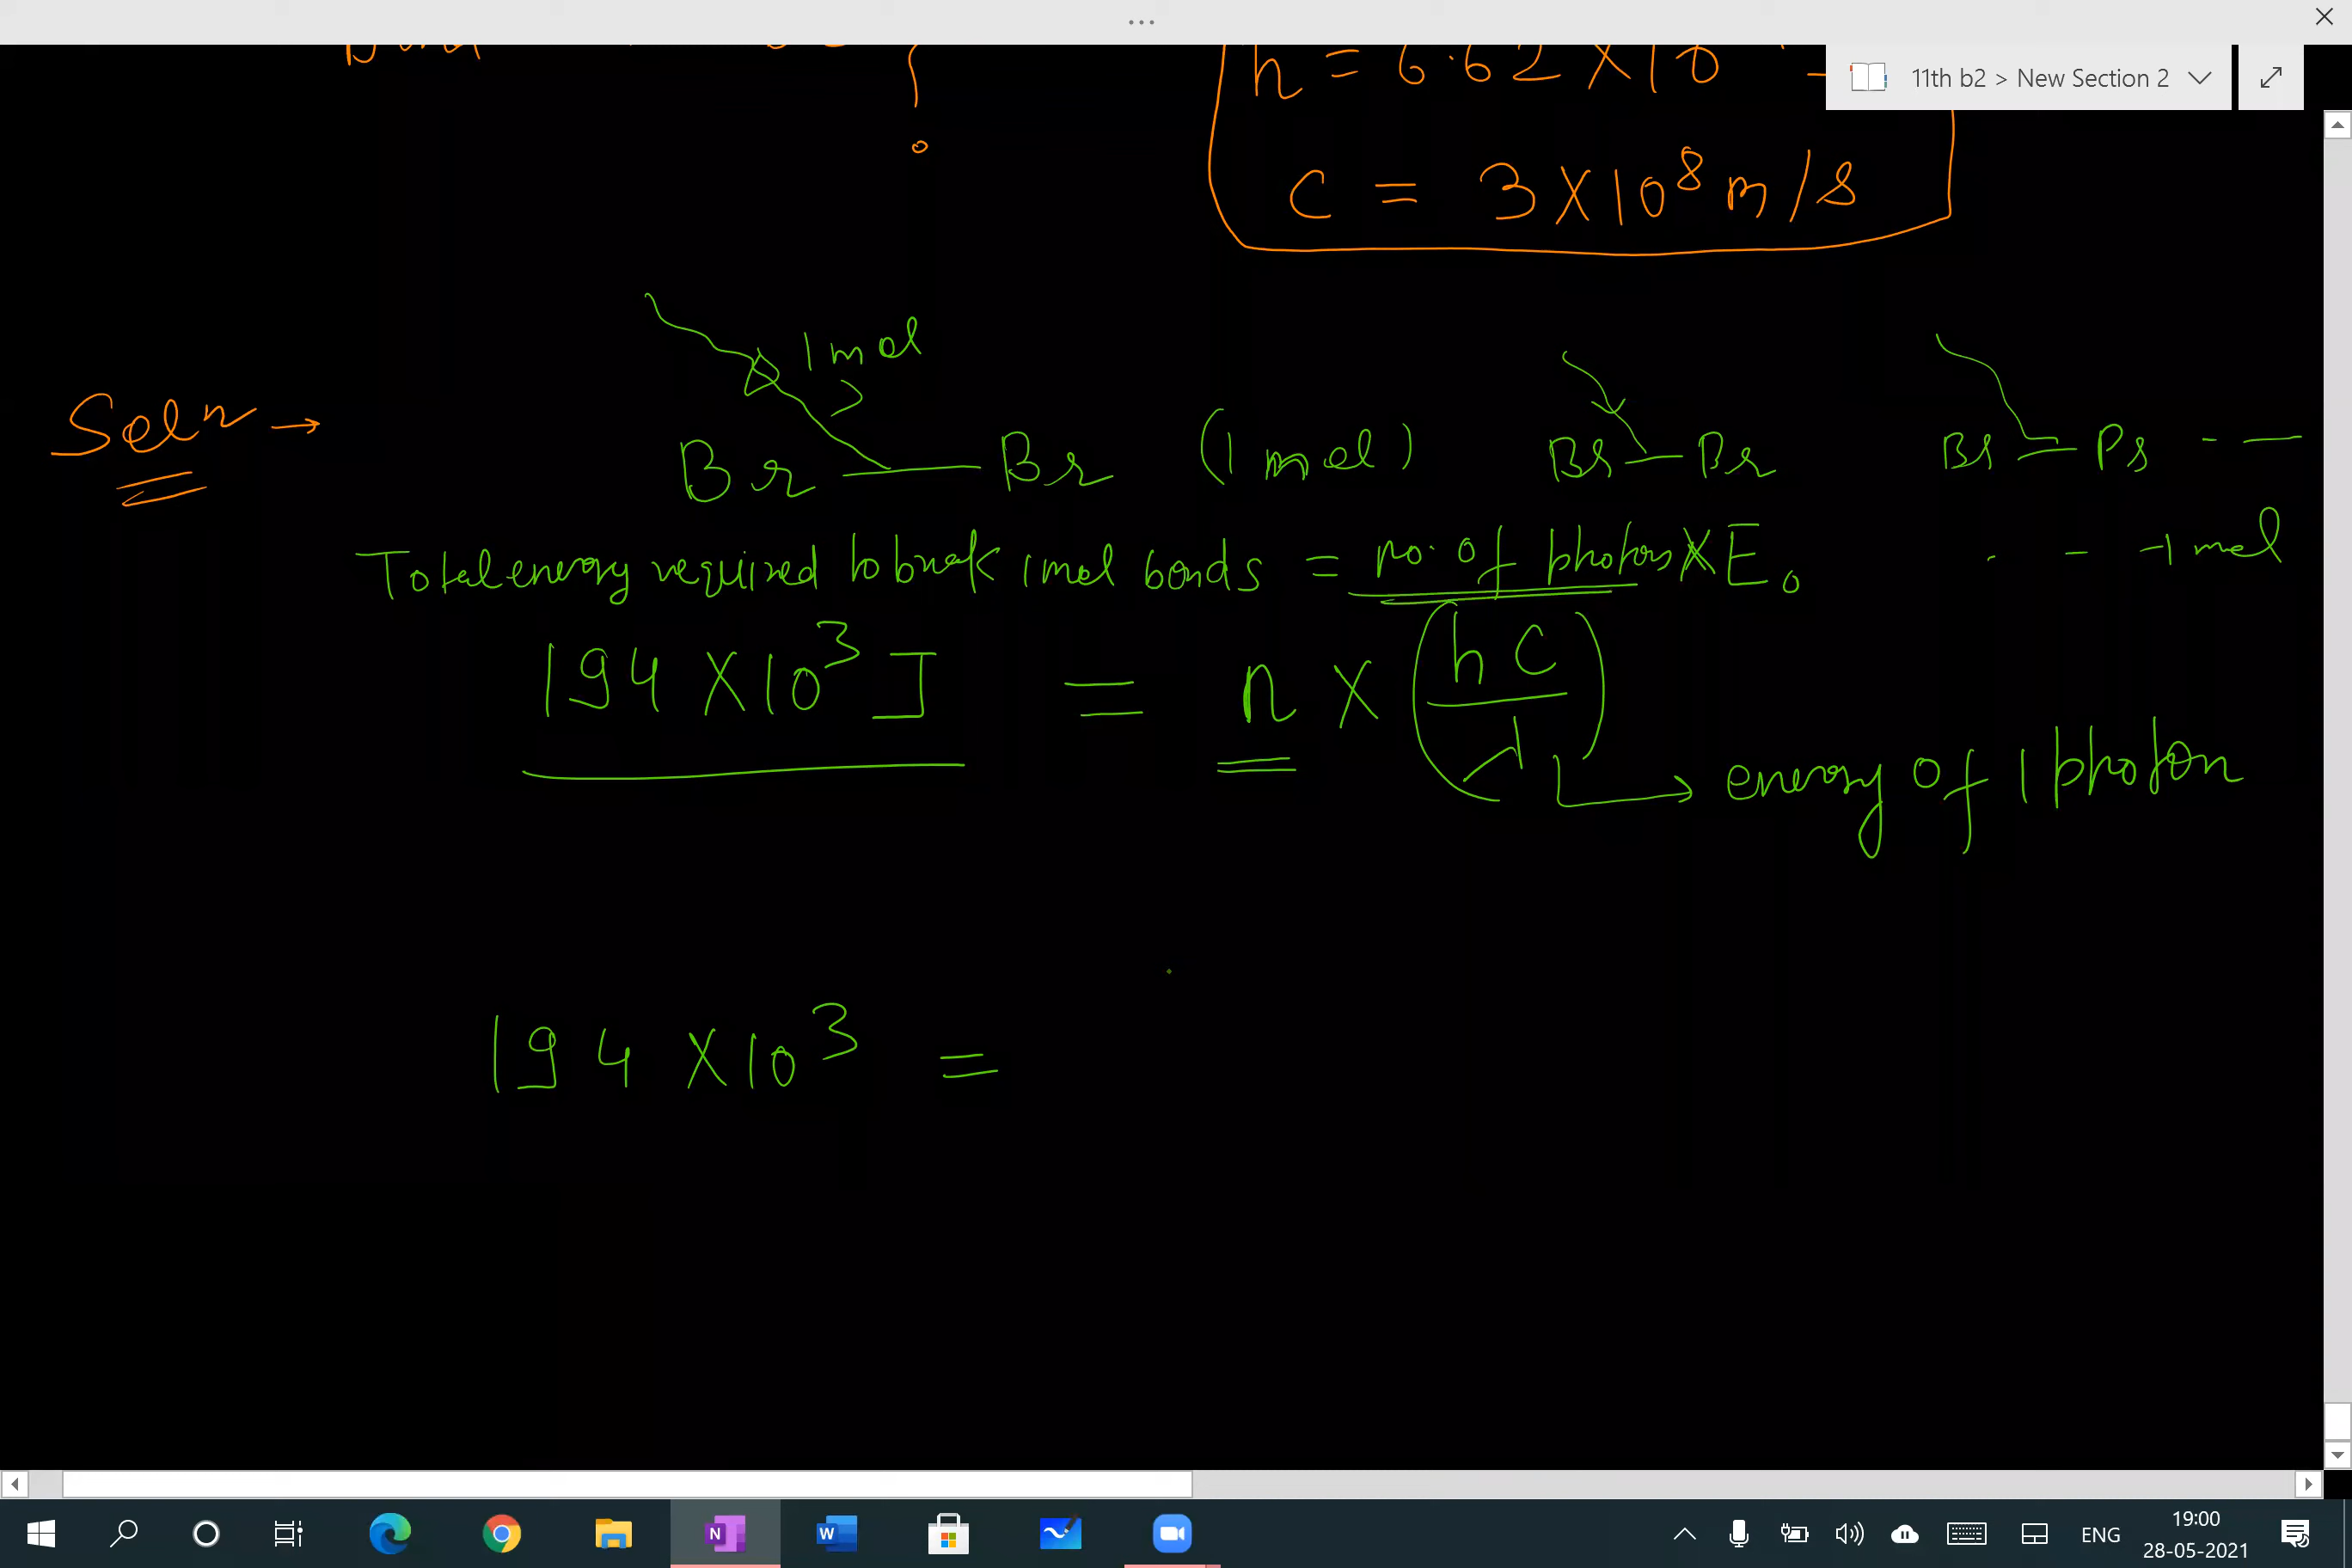 h = 6.62 X 10
11th b2 > New Section 2
C = 3 X 10⁸ m/s
1 mol
Soln →
Br — Br (1 mol) Br — Br Br — Br - —
Total energy required to break 1 mol bonds = no. of photons X E₀ - - 1 mol
194 X 10³ J = n X (hC/λ)
→ energy of 1 photon
194 X 10³ =
ENG
19:00
28-05-2021